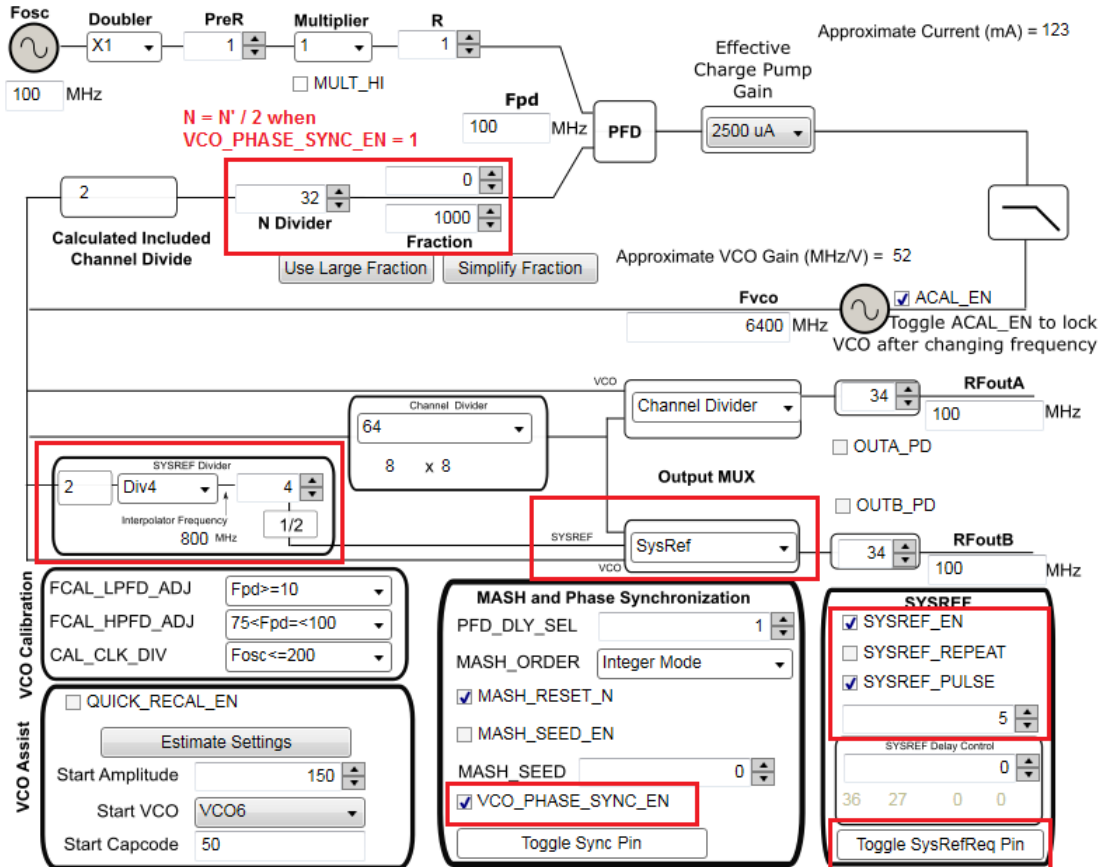 Fosc
Doubler
PreR
Multiplier
R
X1
1
1
1
MULT_HI
100 MHz
Approximate Current (mA) = 123
Effective
Charge Pump
Gain
2500 uA
Fpd
100 MHz
PFD
N = N' / 2 when
VCO_PHASE_SYNC_EN = 1
2
Calculated Included
Channel Divide
32
N Divider
0
1000
Fraction
Use Large Fraction
Simplify Fraction
Approximate VCO Gain (MHz/V) = 52
Fvco
6400 MHz
ACAL_EN
Toggle ACAL_EN to lock
VCO after changing frequency
VCO
Channel Divider
64
8 x 8
Channel Divider
34
RFoutA
100 MHz
OUTA_PD
SYSREF Divider
2
Div4
4
Interpolator Frequency
800 MHz
1/2
Output MUX
OUTB_PD
SYSREF
SysRef
VCO
34
RFoutB
100 MHz
VCO Calibration
FCAL_LPFD_ADJ Fpd>=10
FCAL_HPFD_ADJ 75<Fpd=<100
CAL_CLK_DIV Fosc<=200
VCO Assist
QUICK_RECAL_EN
Estimate Settings
Start Amplitude 150
Start VCO VCO6
Start Capcode 50
MASH and Phase Synchronization
PFD_DLY_SEL 1
MASH_ORDER Integer Mode
MASH_RESET_N
MASH_SEED_EN
MASH_SEED 0
VCO_PHASE_SYNC_EN
Toggle Sync Pin
SYSREF
SYSREF_EN
SYSREF_REPEAT
SYSREF_PULSE
5
SYSREF Delay Control
0
36 27 0 0
Toggle SysRefReq Pin